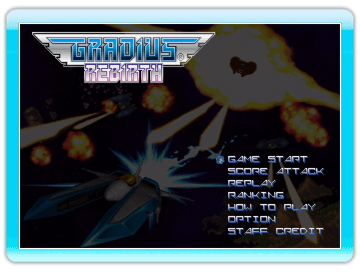 GRADIUS
REBIRTH
GAME START
SCORE ATTACK
REPLAY
RANKING
HOW TO PLAY
OPTION
STAFF CREDIT